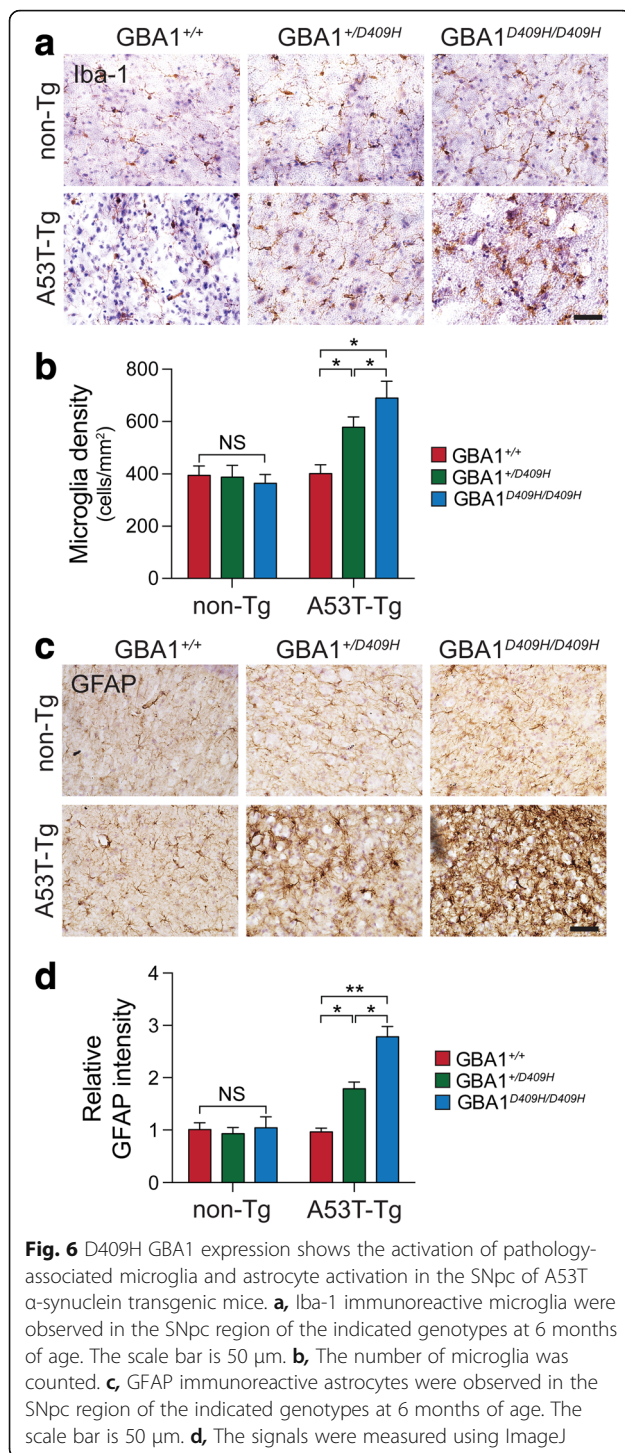 a
GBA1+/+ GBA1+/D409H GBA1D409H/D409H
Iba-1
non-Tg
A53T-Tg
b
Microglia density
(cells/mm²)
800
600
400
200
0
NS
* * *
non-Tg A53T-Tg
GBA1+/+
GBA1+/D409H
GBA1D409H/D409H
c
GBA1+/+ GBA1+/D409H GBA1D409H/D409H
GFAP
non-Tg
A53T-Tg
d
Relative
GFAP intensity
4
3
2
1
0
NS
**
* *
non-Tg A53T-Tg
GBA1+/+
GBA1+/D409H
GBA1D409H/D409H
Fig. 6 D409H GBA1 expression shows the activation of pathology-
associated microglia and astrocyte activation in the SNpc of A53T
α-synuclein transgenic mice. a, Iba-1 immunoreactive microglia were
observed in the SNpc region of the indicated genotypes at 6 months
of age. The scale bar is 50 μm. b, The number of microglia was
counted. c, GFAP immunoreactive astrocytes were observed in the
SNpc region of the indicated genotypes at 6 months of age. The
scale bar is 50 μm. d, The signals were measured using ImageJ